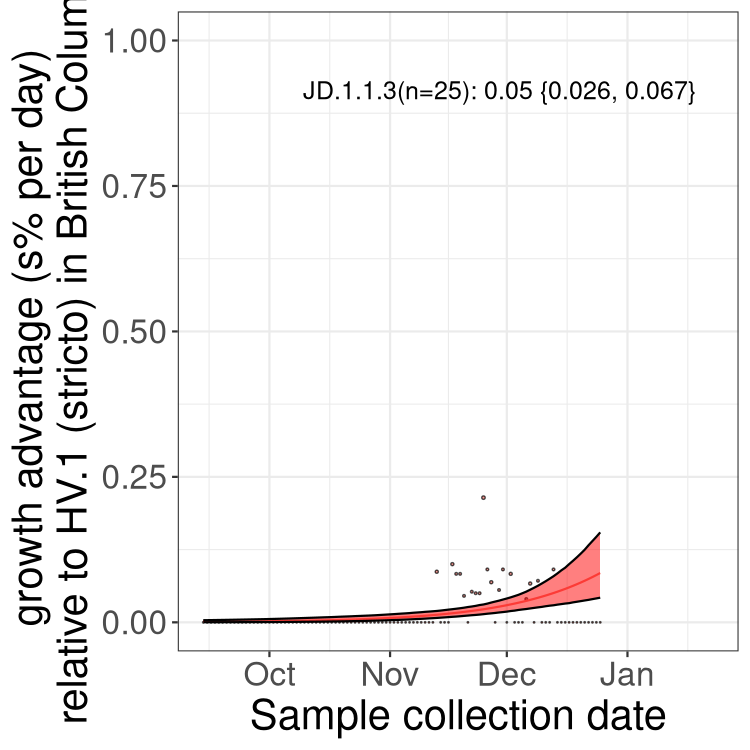 growth advantage (s% per day)
relative to HV.1 (stricto) in British
1.00
0.75
0.50
0.25
0.00
JD.1.1.3(n=25): 0.05 {0.026, 0.067}
Oct Nov Dec Jan
Sample collection date